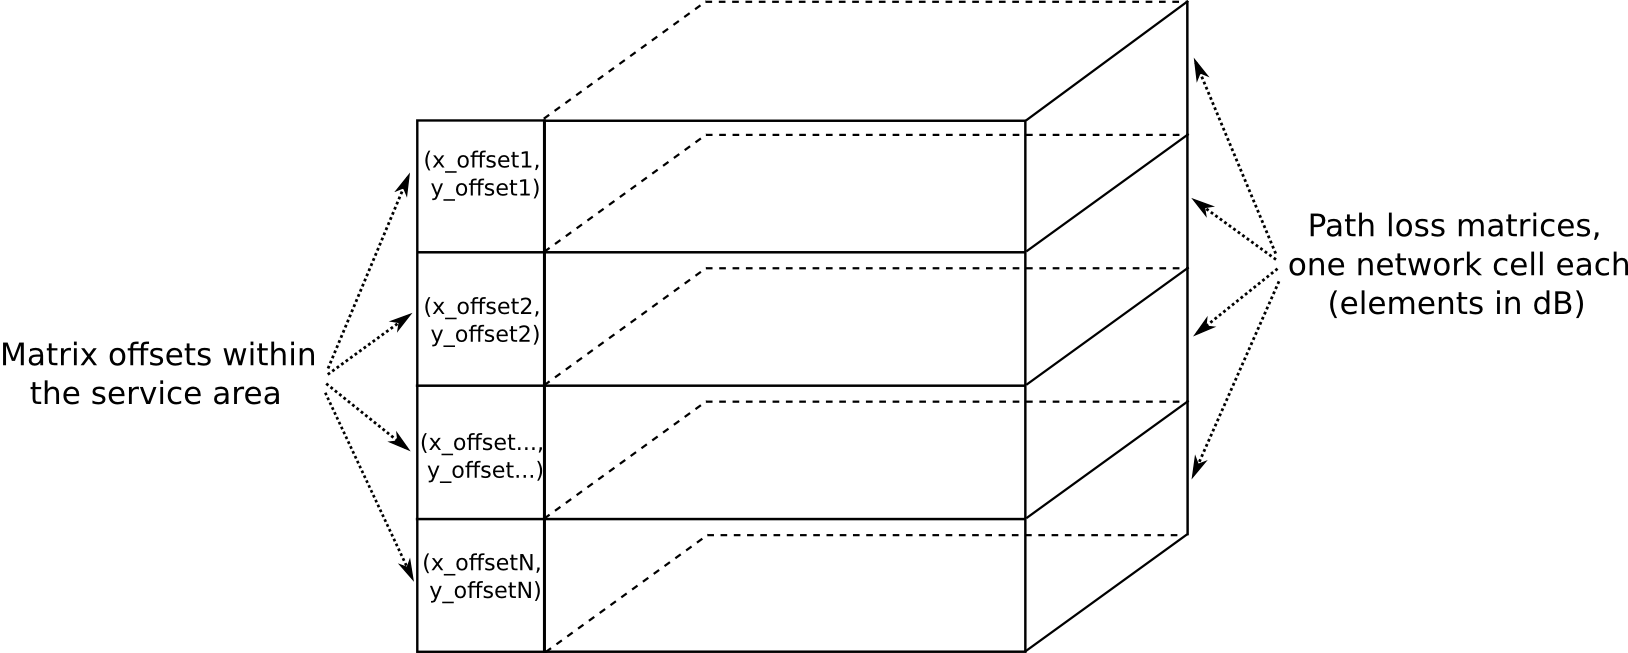 (x_offset1,
y_offset1)
(x_offset2,
y_offset2)
(x_offset...,
y_offset...)
(x_offsetN,
y_offsetN)
Matrix offsets within
the service area
Path loss matrices,
one network cell each
(elements in dB)